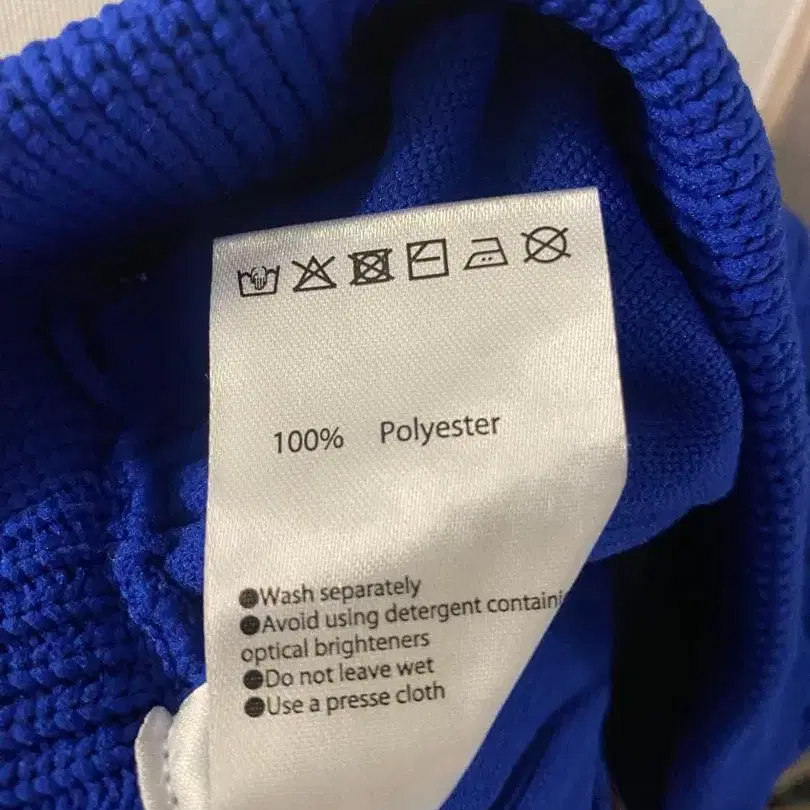 100% Polyester
●Wash separately
●Avoid using detergent containi
optical brighteners
●Do not leave wet
●Use a presse cloth